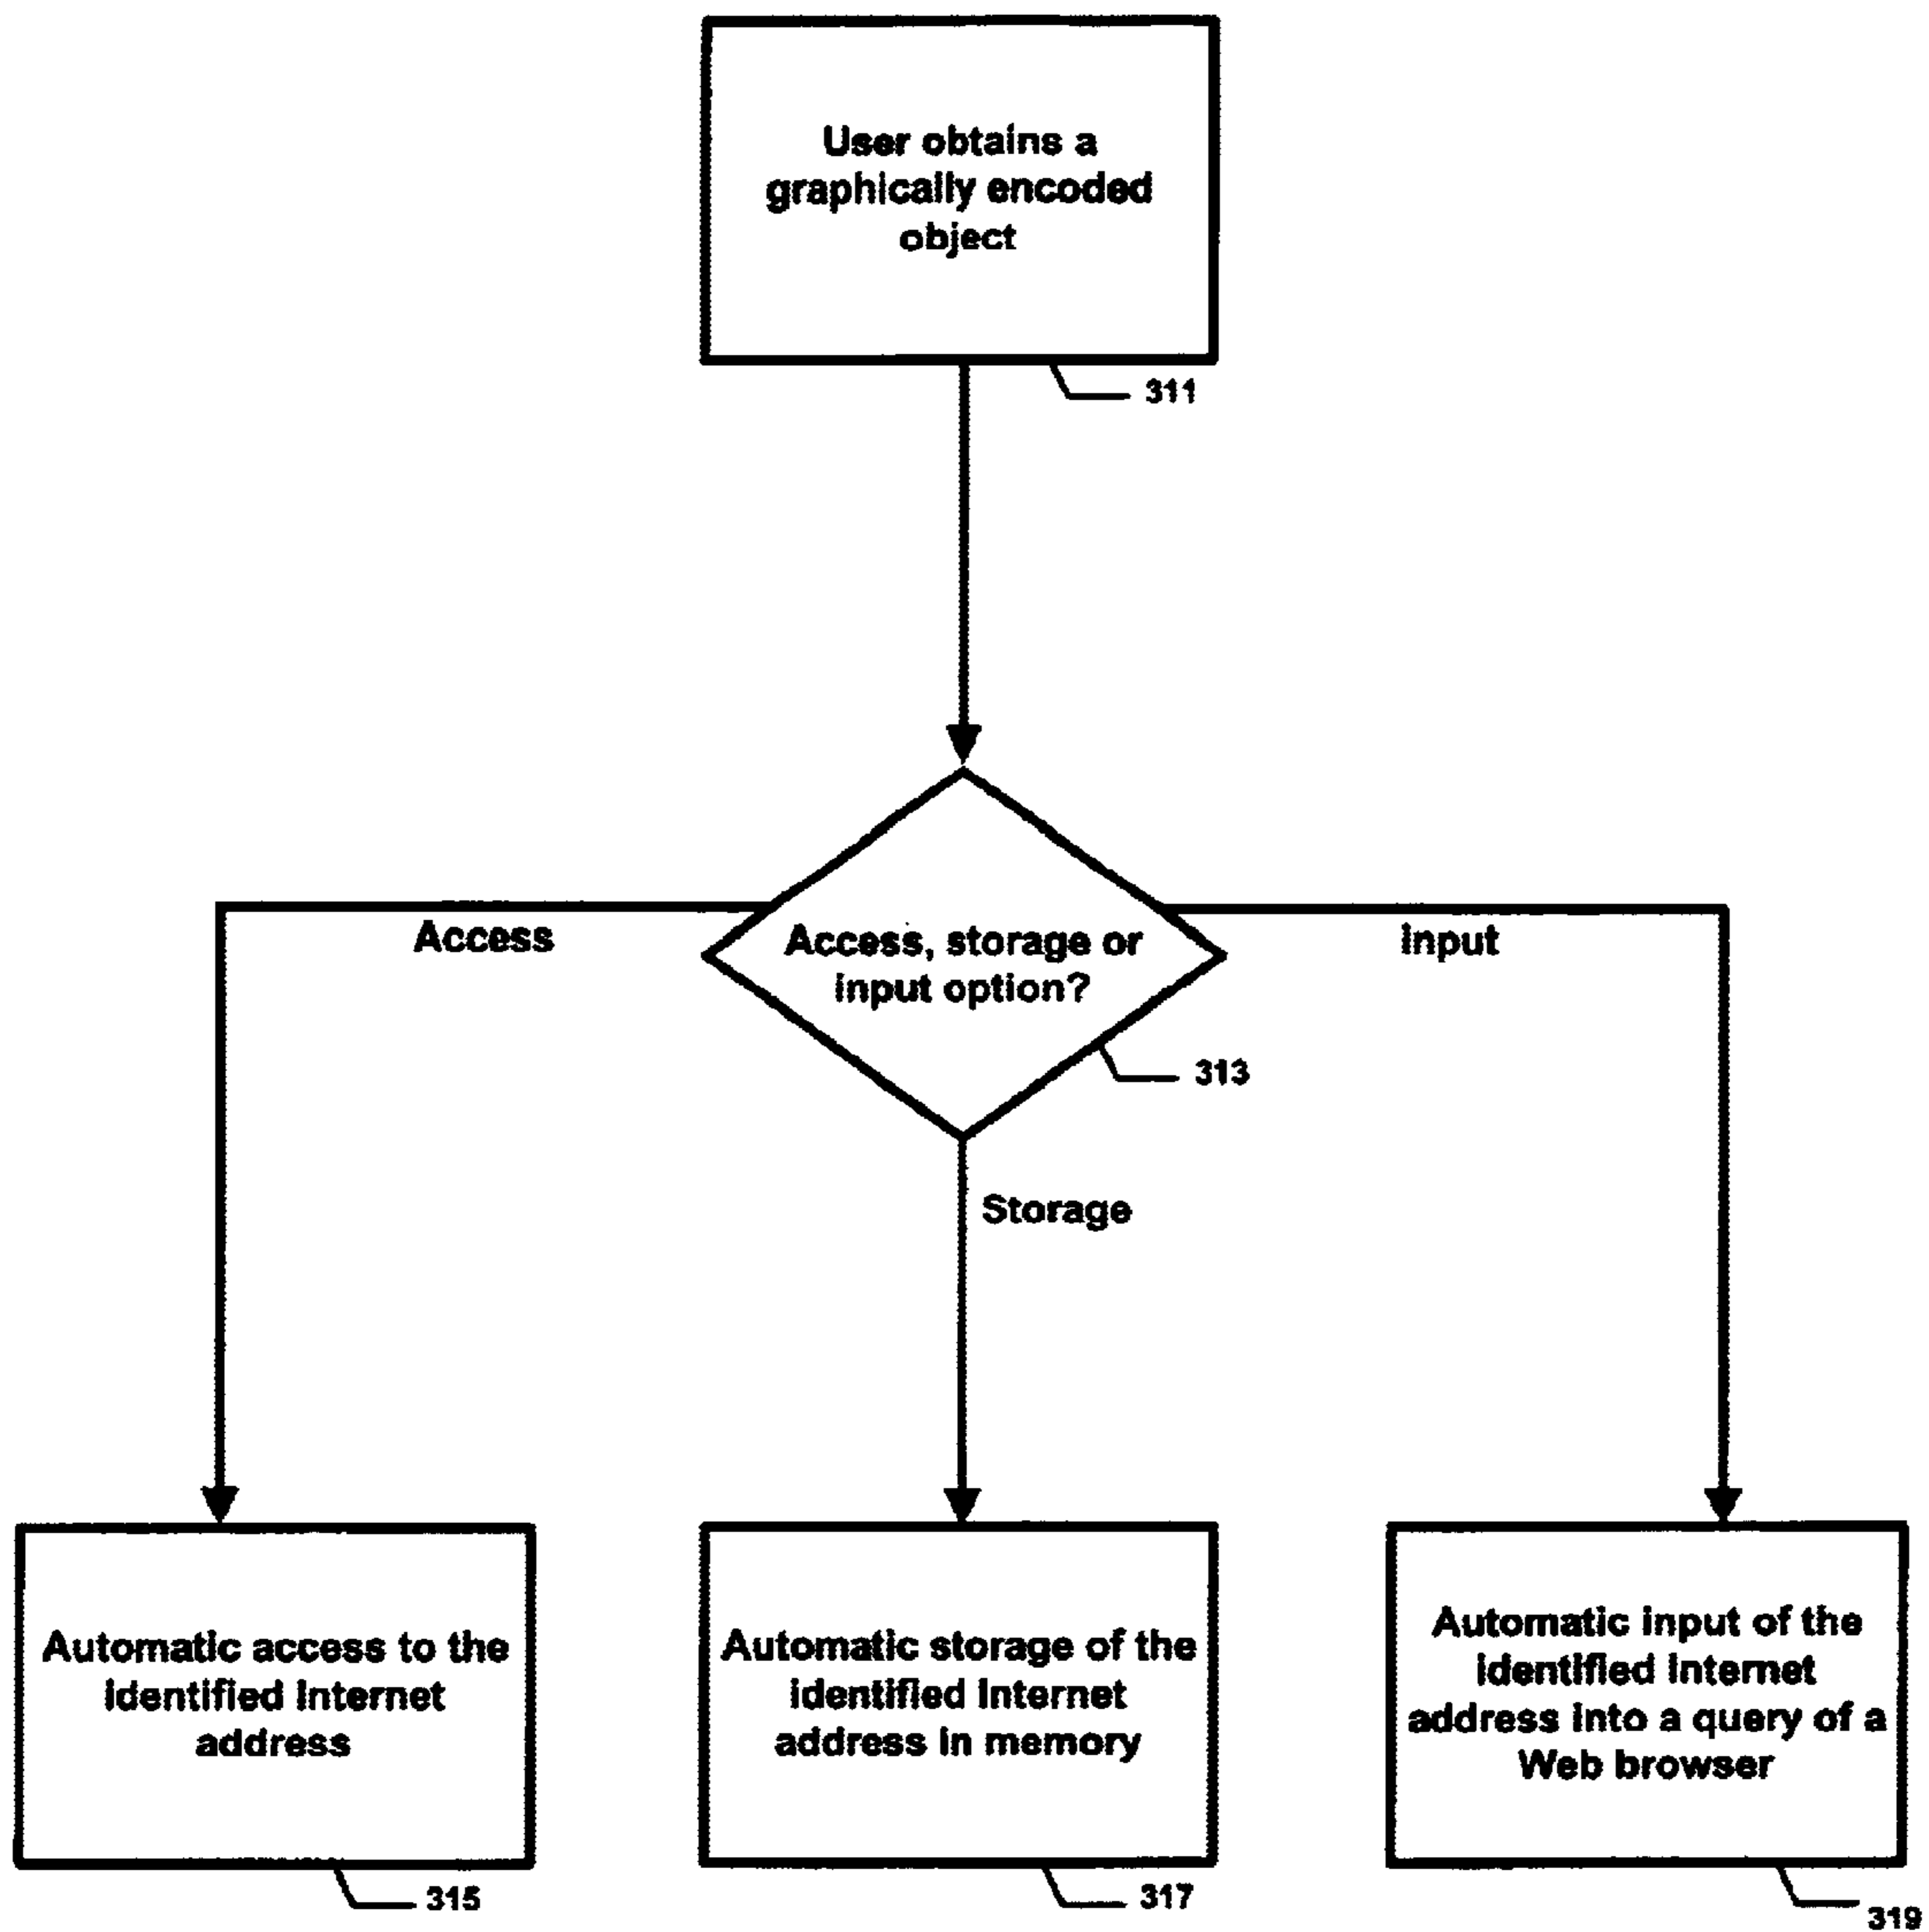 User obtains a
graphically encoded
object
311
Access
Access, storage or
input option?
Input
313
Storage
Automatic access to the
identified Internet
address
315
Automatic storage of the
identified Internet
address in memory
317
Automatic input of the
identified Internet
address into a query of a
Web browser
319